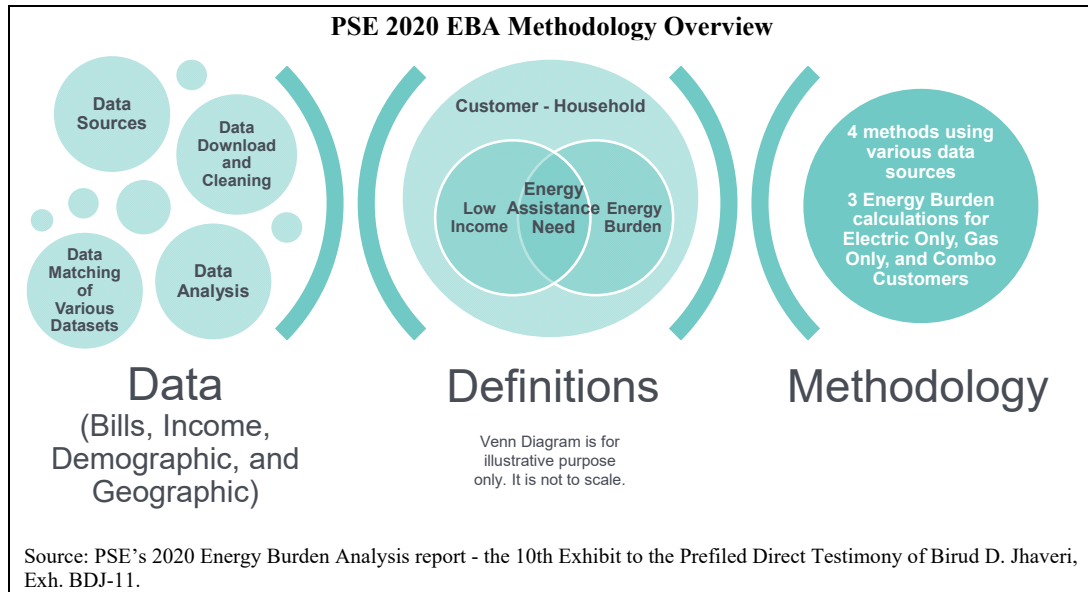 PSE 2020 EBA Methodology Overview
Data
Sources
Data
Download
and
Cleaning
Data
Matching
of
Various
Datasets
Data
Analysis
Data
(Bills, Income,
Demographic, and
Geographic)
Customer - Household
Low
Income
Energy
Assistance
Need
Energy
Burden
Definitions
Venn Diagram is for
illustrative purpose
only. It is not to scale.
4 methods using
various data
sources
3 Energy Burden
calculations for
Electric Only, Gas
Only, and Combo
Customers
Methodology
Source: PSE's 2020 Energy Burden Analysis report - the 10th Exhibit to the Prefiled Direct Testimony of Birud D. Jhaveri,
Exh. BDJ-11.